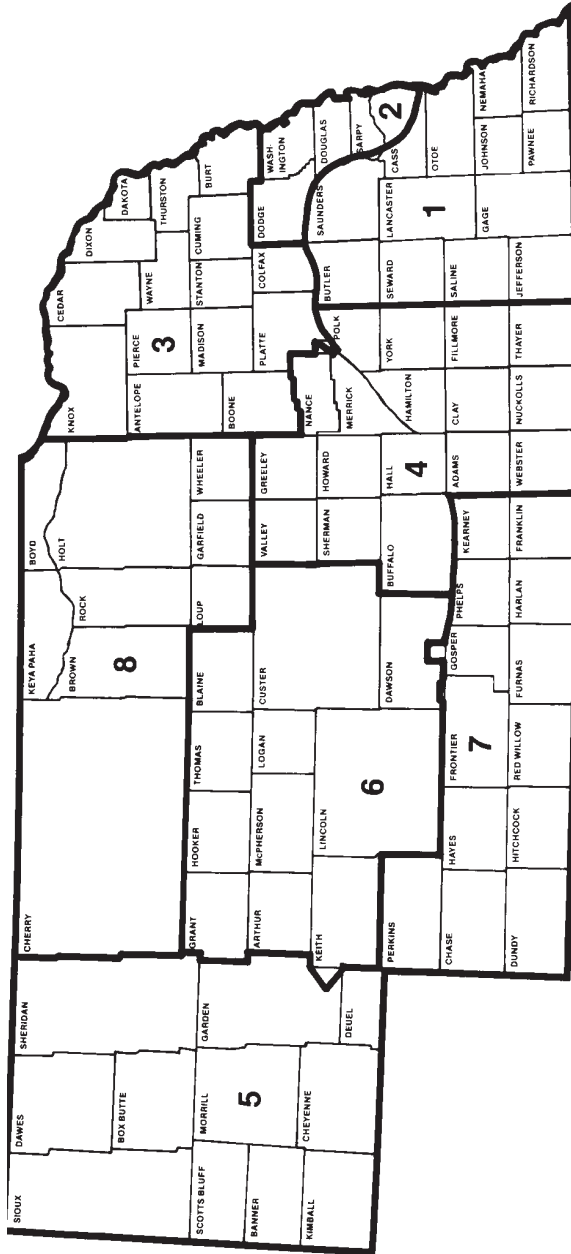 SIOUX
DAWES
SHERIDAN
BOX BUTTE
SCOTTS BLUFF
MORRILL
GARDEN
BANNER
5
KIMBALL
CHEYENNE
DEUEL
CHERRY
KEYA PAHA
BOYD
BROWN
ROCK
HOLT
8
LOUP
GARFIELD
WHEELER
GRANT
HOOKER
THOMAS
BLAINE
ARTHUR
MCPHERSON
LOGAN
CUSTER
KEITH
LINCOLN
6
DAWSON
PERKINS
CHASE
HAYES
FRONTIER
GOSPER
PHELPS
KEARNEY
7
DUNDY
HITCHCOCK
RED WILLOW
FURNAS
HARLAN
FRANKLIN
VALLEY
GREELEY
SHERMAN
HOWARD
BUFFALO
HALL
4
NANCE
MERRICK
POLK
HAMILTON
YORK
ADAMS
CLAY
FILLMORE
WEBSTER
NUCKOLLS
THAYER
KNOX
CEDAR
DIXON
DAKOTA
ANTELOPE
PIERCE
WAYNE
THURSTON
3
BOONE
MADISON
STANTON
CUMING
BURT
PLATTE
COLFAX
DODGE
WASH-
INGTON
BUTLER
SAUNDERS
DOUGLAS
SARPY
2
SEWARD
LANCASTER
CASS
1
OTOE
SALINE
GAGE
JOHNSON
NEMAHA
JEFFERSON
PAWNEE
RICHARDSON